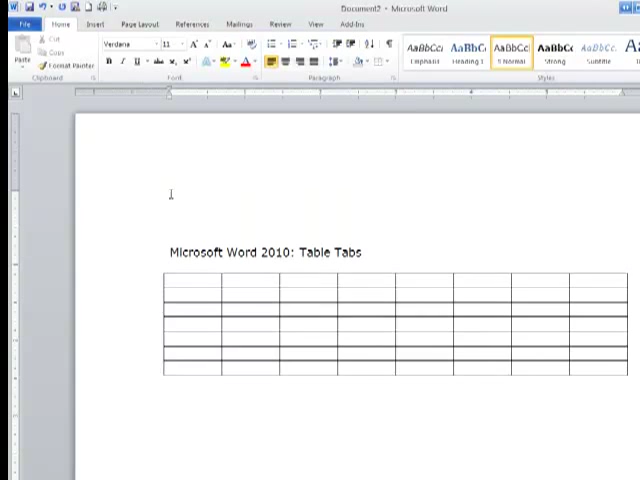 Document2 - Microsoft Word
File Home Insert Page Layout References Mailings Review View Add-Ins
Cut
Copy
Format Painter
Paste
Verdana 11
AaBbCcI AaBbC AaBbCcI AaBbCc AaBbCc.
Emphasis Heading 1 Normal Strong Subtitle
Clipboard Font Paragraph Styles
Microsoft Word 2010: Table Tabs